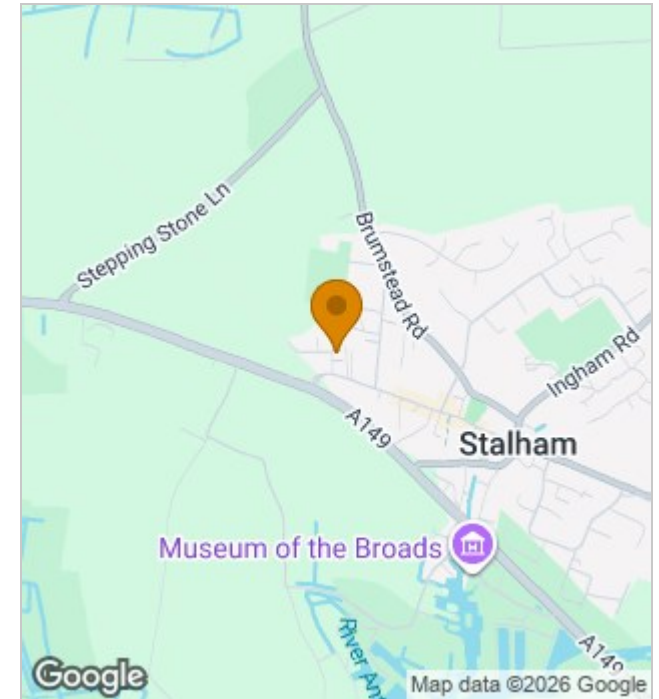 Stepping Stone Ln
Brumstead Rd
Ingham Rd
A149
Stalham
Museum of the Broads
River An
A149
Google
Map data ©2026 Google